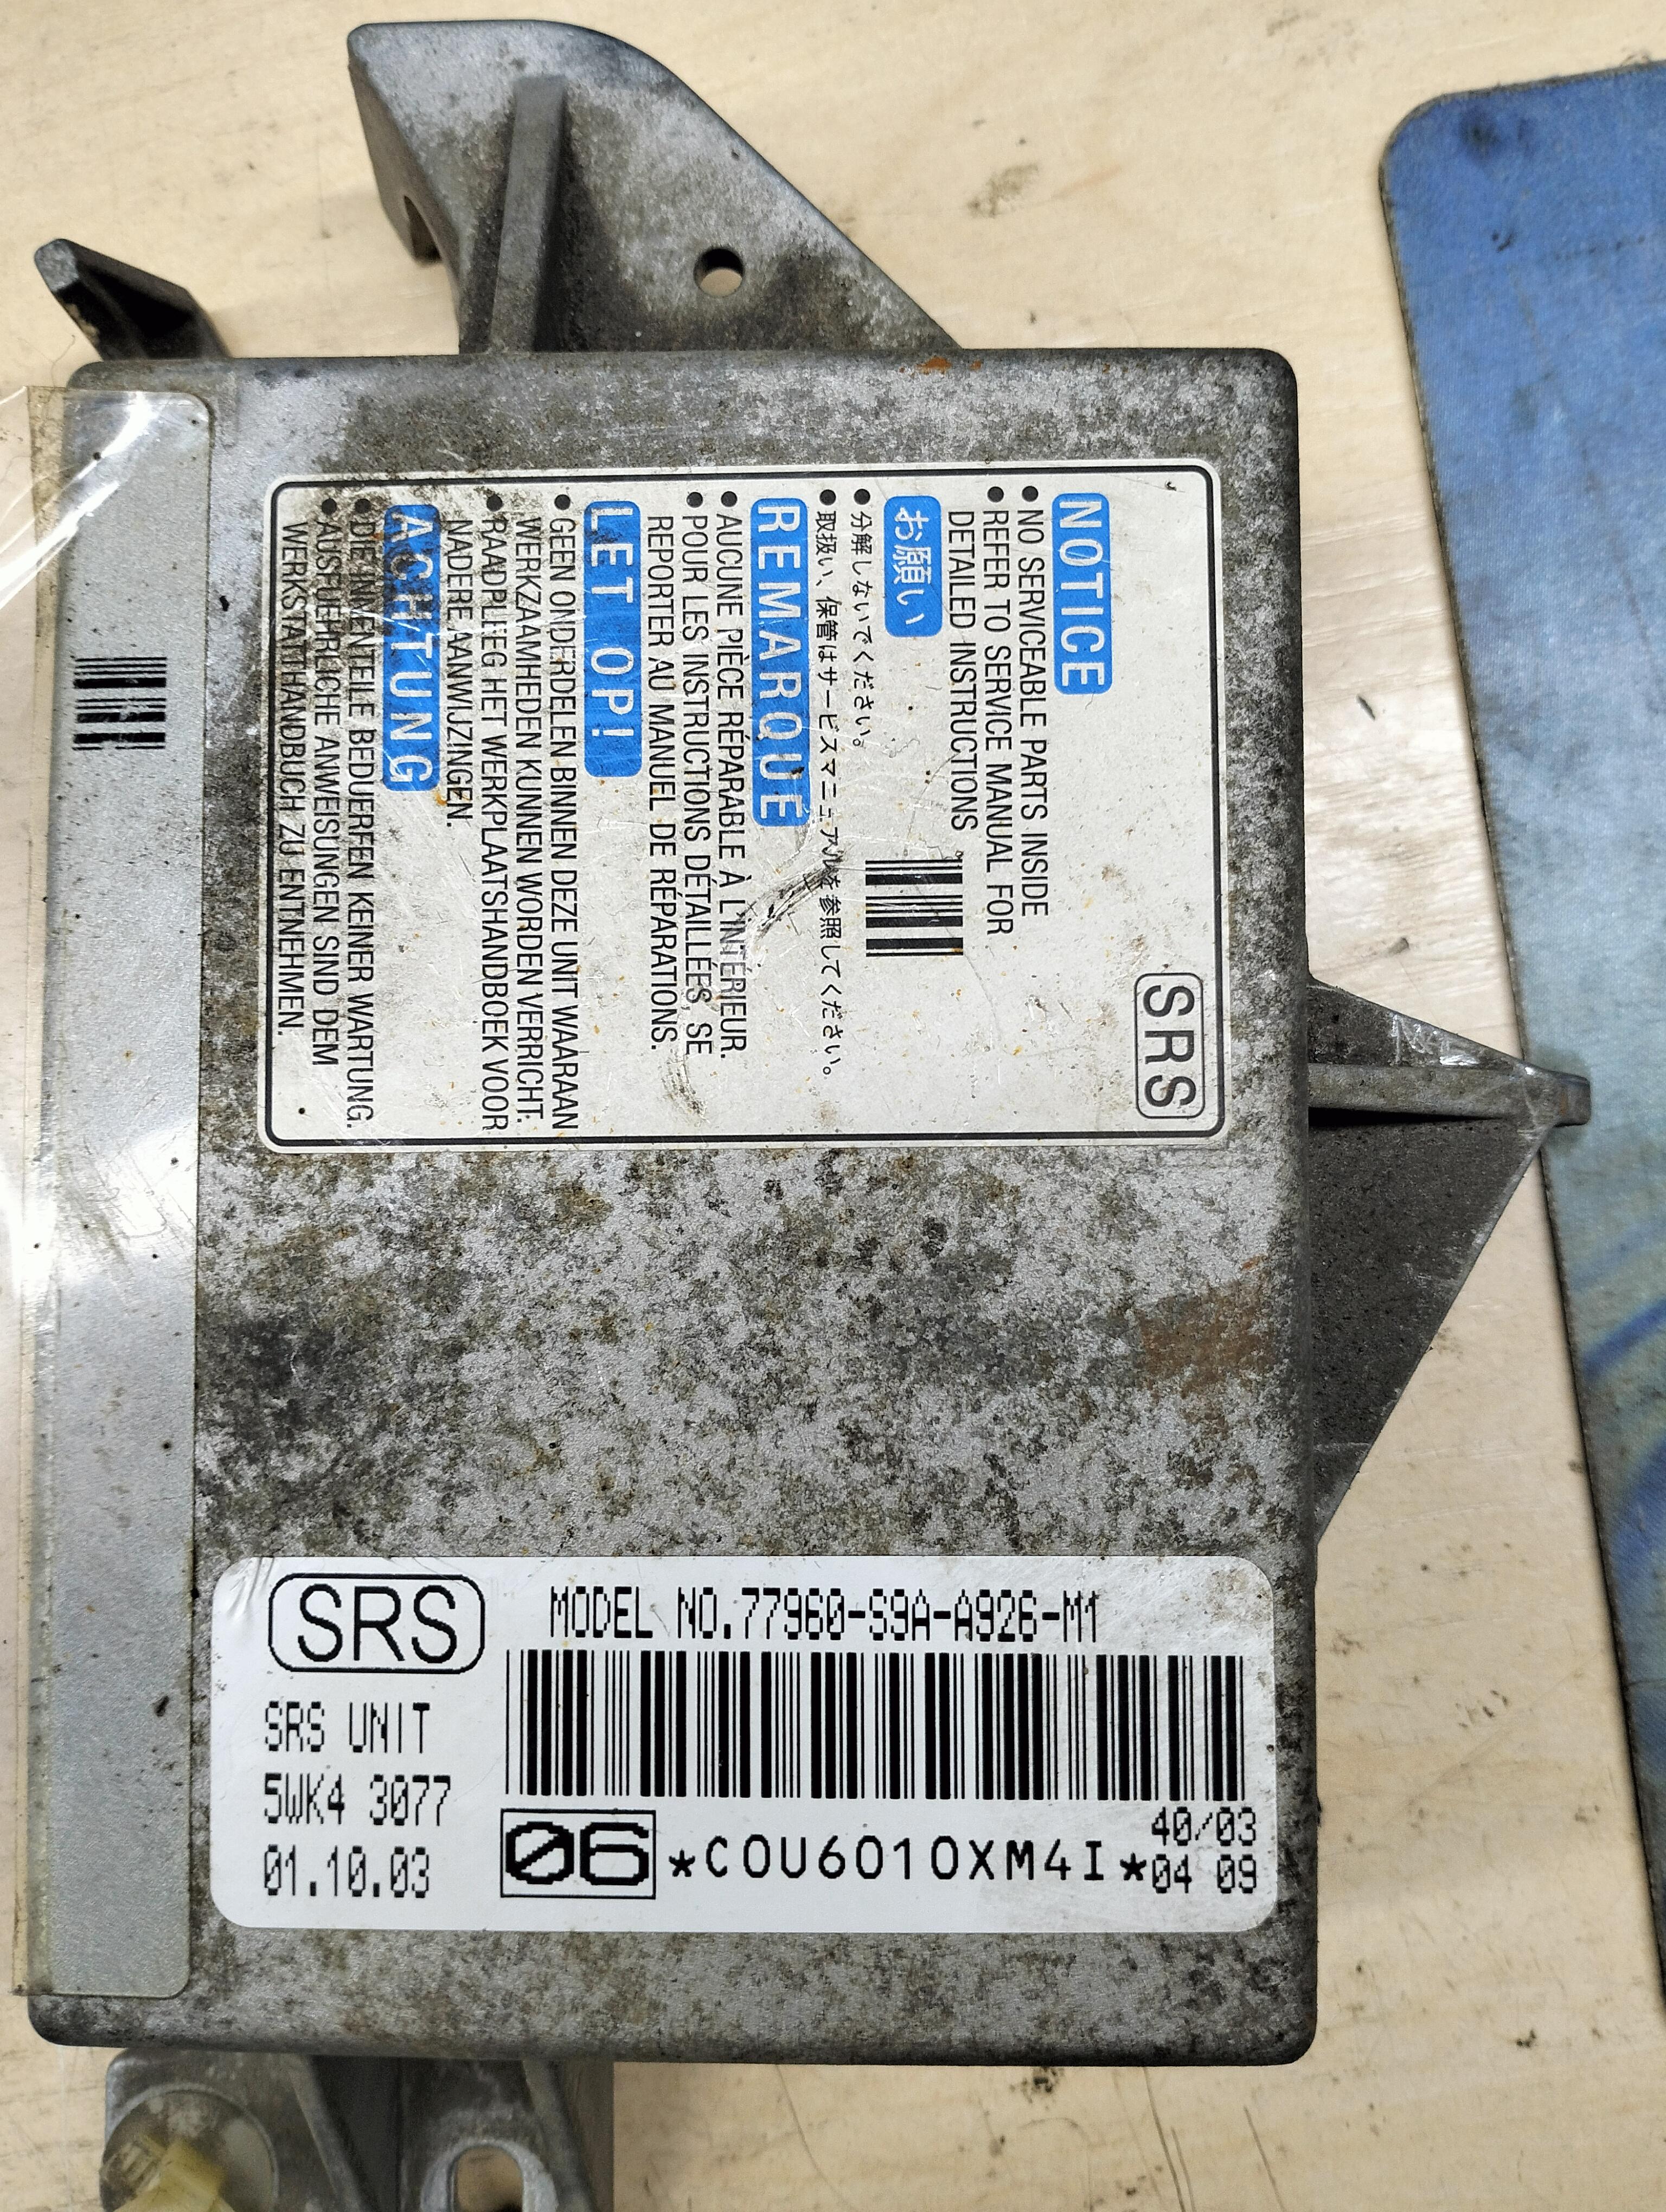 SRS
NOTICE
● NO SERVICEABLE PARTS INSIDE
● REFER TO SERVICE MANUAL FOR
DETAILED INSTRUCTIONS
お願い
● 分解しないでください。
● 取扱い、保管はサービスマニュアルを参照してください。
REMARQUE
● AUCUNE PIÈCE RÉPARABLE À L'INTÉRIEUR.
● POUR LES INSTRUCTIONS DÉTAILLÉES, SE
REPORTER AU MANUEL DE RÉPARATIONS.
LET OP!
● GEEN ONDERDELEN BINNEN DEZE UNIT WAARAAN
WERKZAAMHEDEN KUNNEN WORDEN VERRICHT.
● RAADPLEEG HET WERKPLAATSHANDBOEK VOOR
NADERE AANWIJZINGEN.
ACHTUNG
● DIE INNENTEILE BEDUERFEN KEINER WARTUNG.
● AUSFUEHRLICHE ANWEISUNGEN SIND DEM
WERKSTATTHANDBUCH ZU ENTNEHMEN.
SRS
MODEL NO.77960-S9A-A926-M1
SRS UNIT
5WK4 3077
01.10.03
06 *C0U6010XM4I*
40/03
04 09